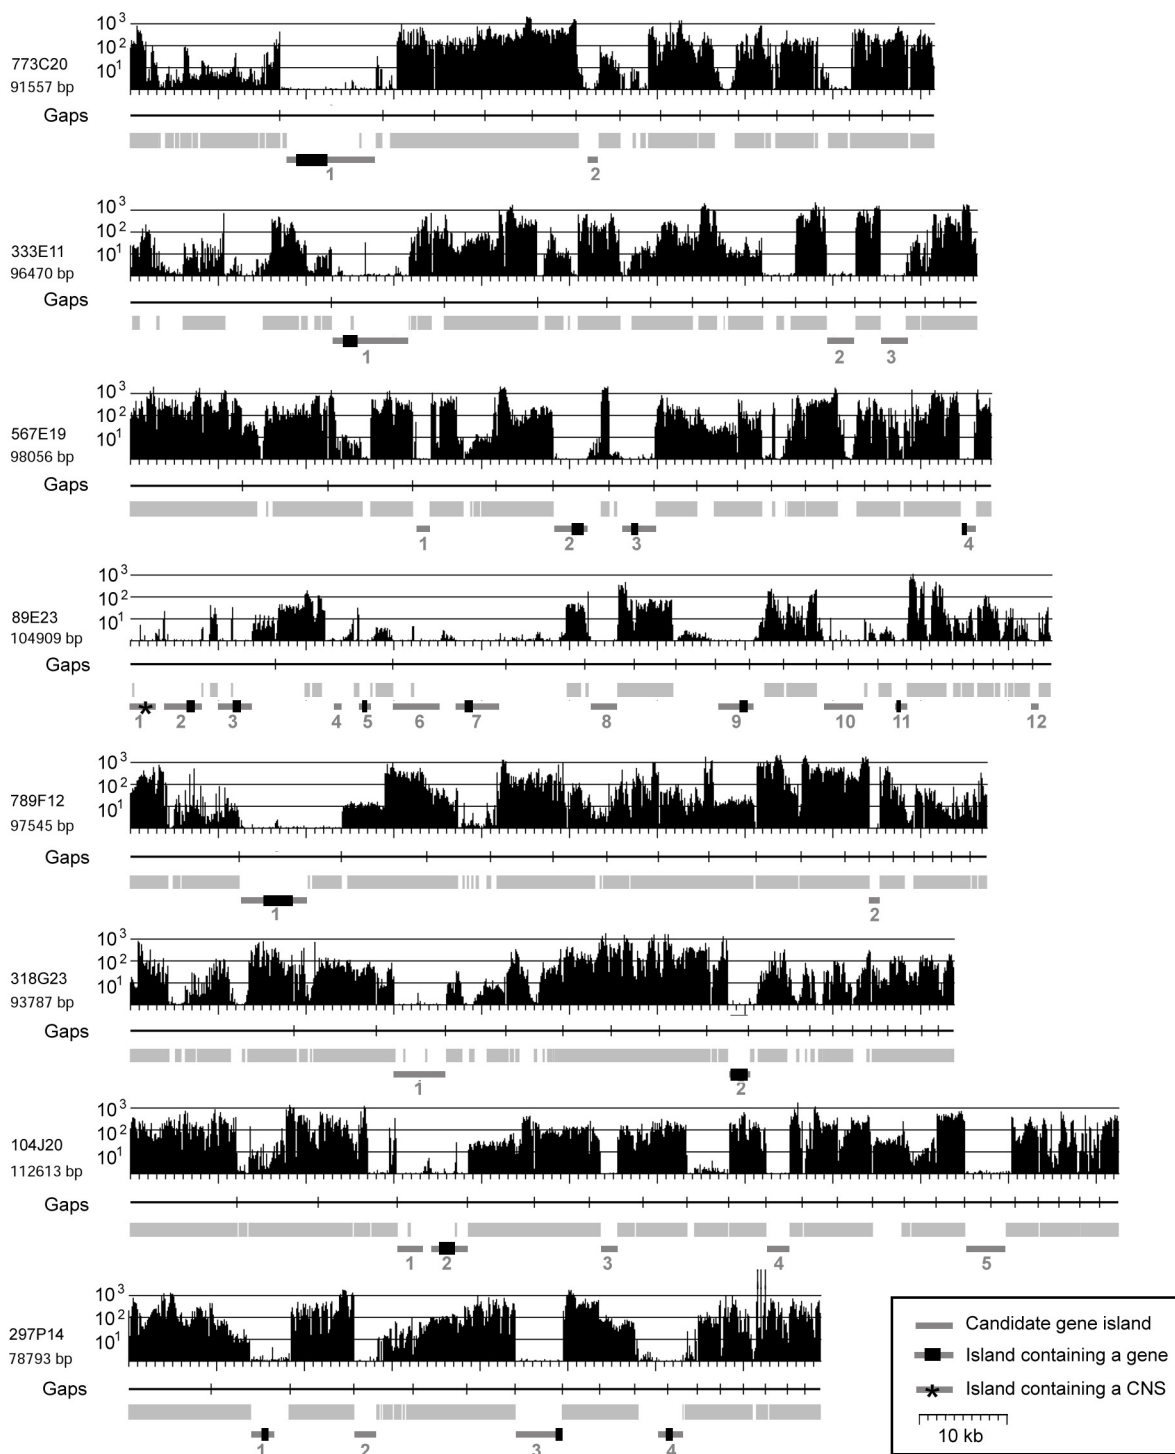 10³
10²
10¹
773C20
91557 bp
Gaps
1
2
10³
10²
10¹
333E11
96470 bp
Gaps
1
2
3
10³
10²
10¹
567E19
98056 bp
Gaps
1
2
3
4
10³
10²
10¹
89E23
104909 bp
Gaps
1 2 3 4 5 6 7 8 9 10 11 12
10³
10²
10¹
789F12
97545 bp
Gaps
1
2
10³
10²
10¹
318G23
93787 bp
Gaps
1
2
10³
10²
10¹
104J20
112613 bp
Gaps
1 2 3 4 5
10³
10²
10¹
297P14
78793 bp
Gaps
1 2 3 4
Candidate gene island
Island containing a gene
Island containing a CNS
10 kb